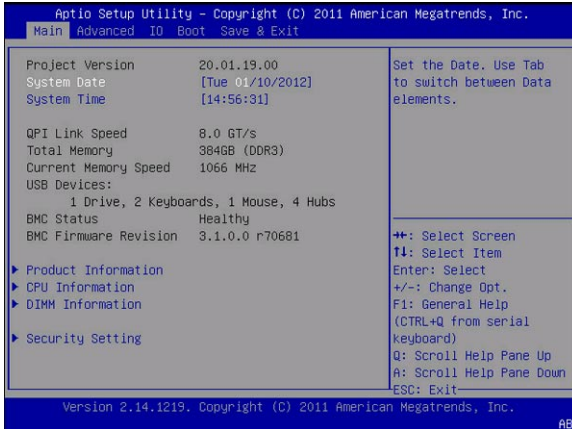 Aptio Setup Utility – Copyright (C) 2011 American Megatrends, Inc.
Main Advanced IO Boot Save & Exit
Project Version 20.01.19.00
System Date [Tue 01/10/2012]
System Time [14:56:31]
QPI Link Speed 8.0 GT/s
Total Memory 384GB (DDR3)
Current Memory Speed 1066 MHz
USB Devices:
1 Drive, 2 Keyboards, 1 Mouse, 4 Hubs
BMC Status Healthy
BMC Firmware Revision 3.1.0.0 r70681
► Product Information
► CPU Information
► DIMM Information
► Security Setting
Set the Date. Use Tab
to switch between Data
elements.
→←: Select Screen
↑↓: Select Item
Enter: Select
+/-: Change Opt.
F1: General Help
(CTRL+Q from serial
keyboard)
Q: Scroll Help Pane Up
A: Scroll Help Pane Down
ESC: Exit
Version 2.14.1219. Copyright (C) 2011 American Megatrends, Inc.
AB